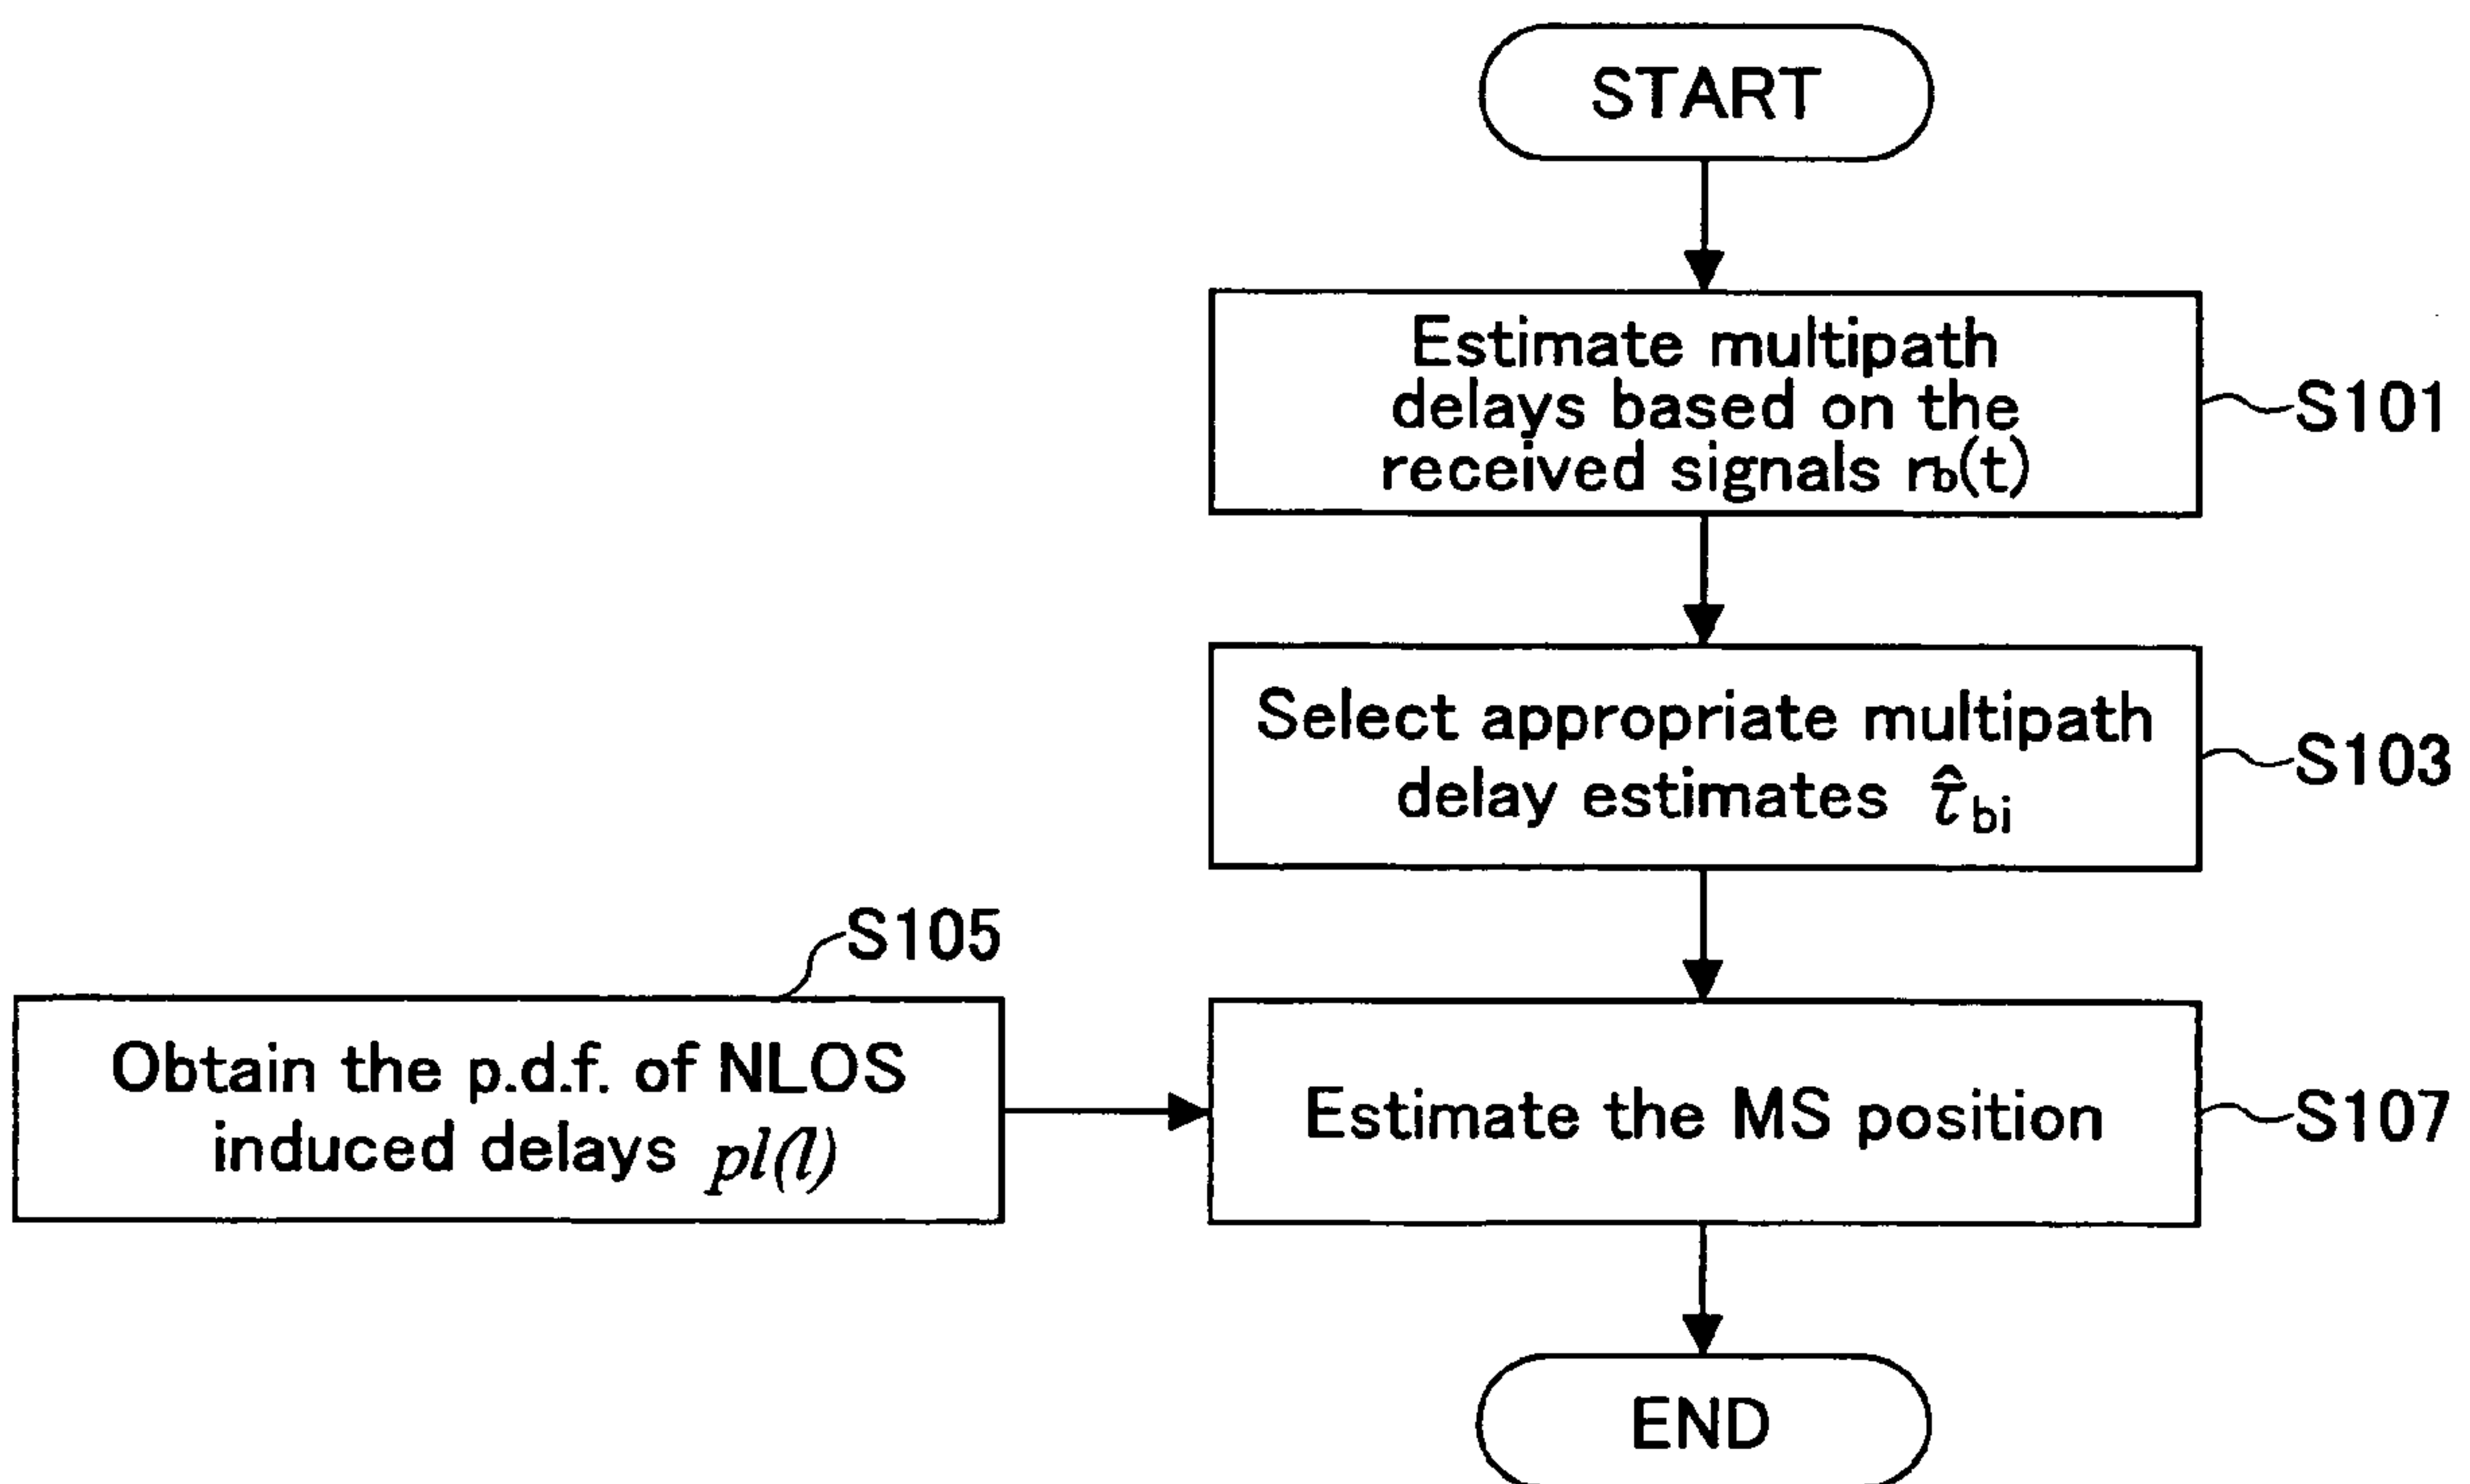 START
Estimate multipath
delays based on the
received signals rb(t)
S101
Select appropriate multipath
delay estimates τ̂bi
S103
S105
Obtain the p.d.f. of NLOS
induced delays pl(l)
Estimate the MS position
S107
END